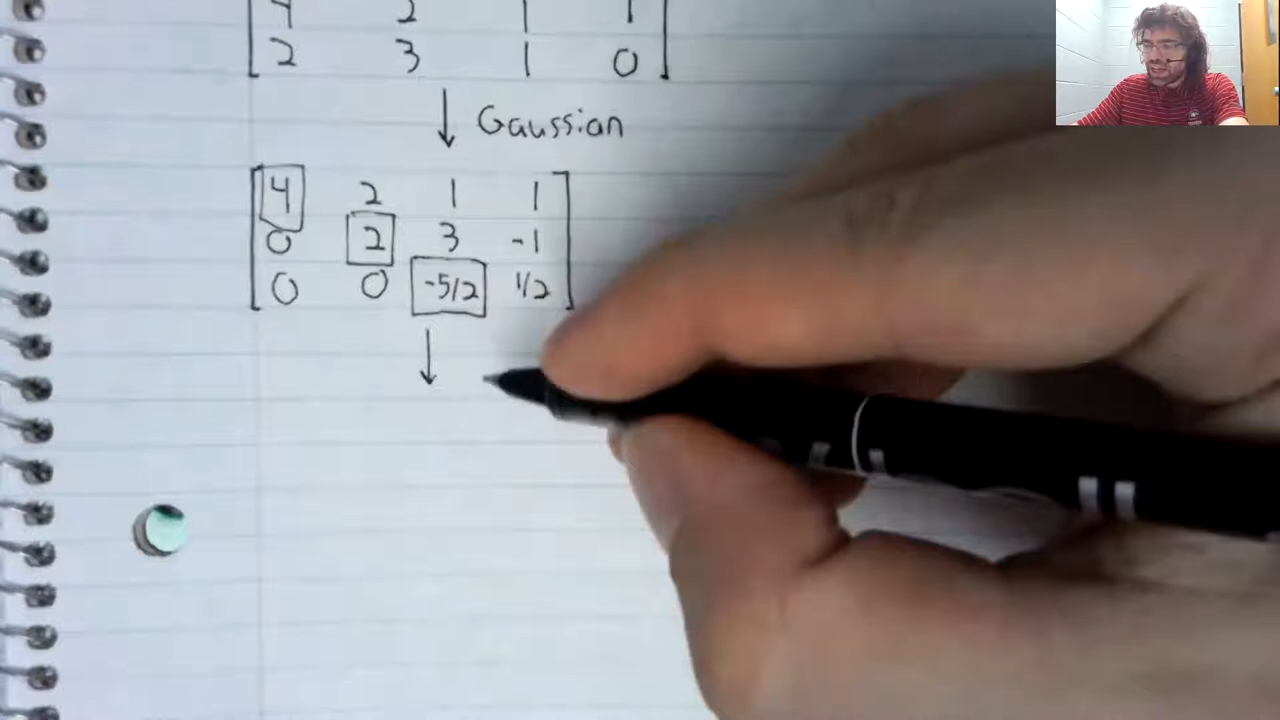 4 2 1 1
2 3 1 0
↓ Gaussian
4 2 1 1
0 2 3 -1
0 0 -5/2 1/2
↓